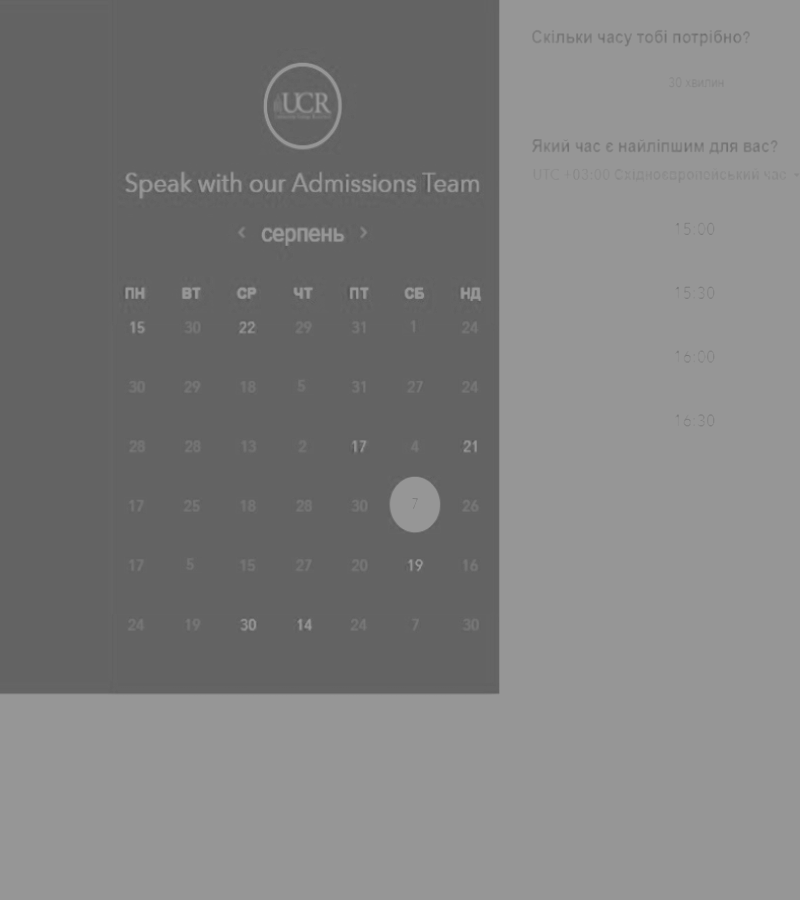 UCR
Speak with our Admissions Team
‹ серпень ›
ПН ВТ СР ЧТ ПТ СБ НД
15 30 22 29 31 1 24
30 29 18 5 31 27 24
28 28 13 2 17 4 21
17 25 18 28 30 7 26
17 5 15 27 20 19 16
24 19 30 14 24 7 30
Скільки часу тобі потрібно?
30 хвилин
Який час є найліпшим для вас?
UTC +03:00 Східноєвропейський час
15:00
15:30
16:00
16:30